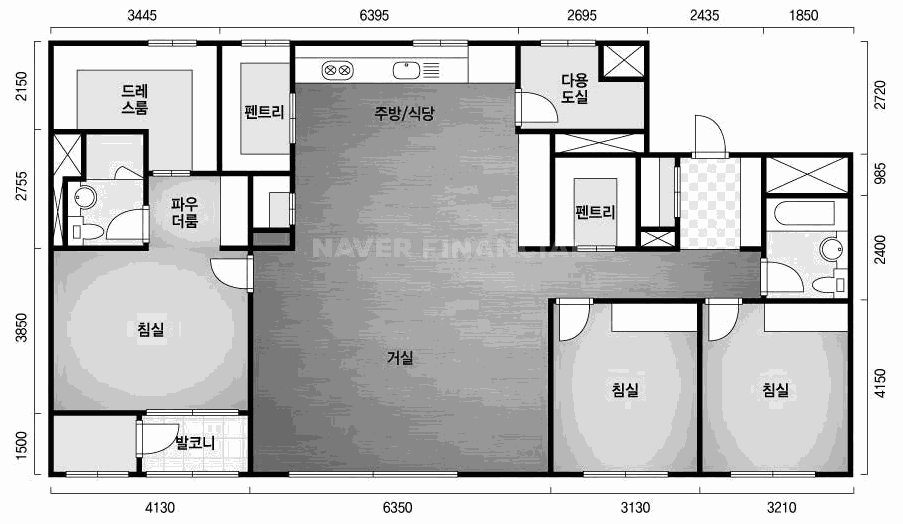 3445 6395 2695 2435 1850
2150
2755
3850
1500
드레
스룸
펜트리
주방/식당
다용
도실
2720
985
2400
4150
파우
더룸
펜트리
NAVER FINANCIAL
침실
거실
침실
침실
발코니
4130 6350 3130 3210